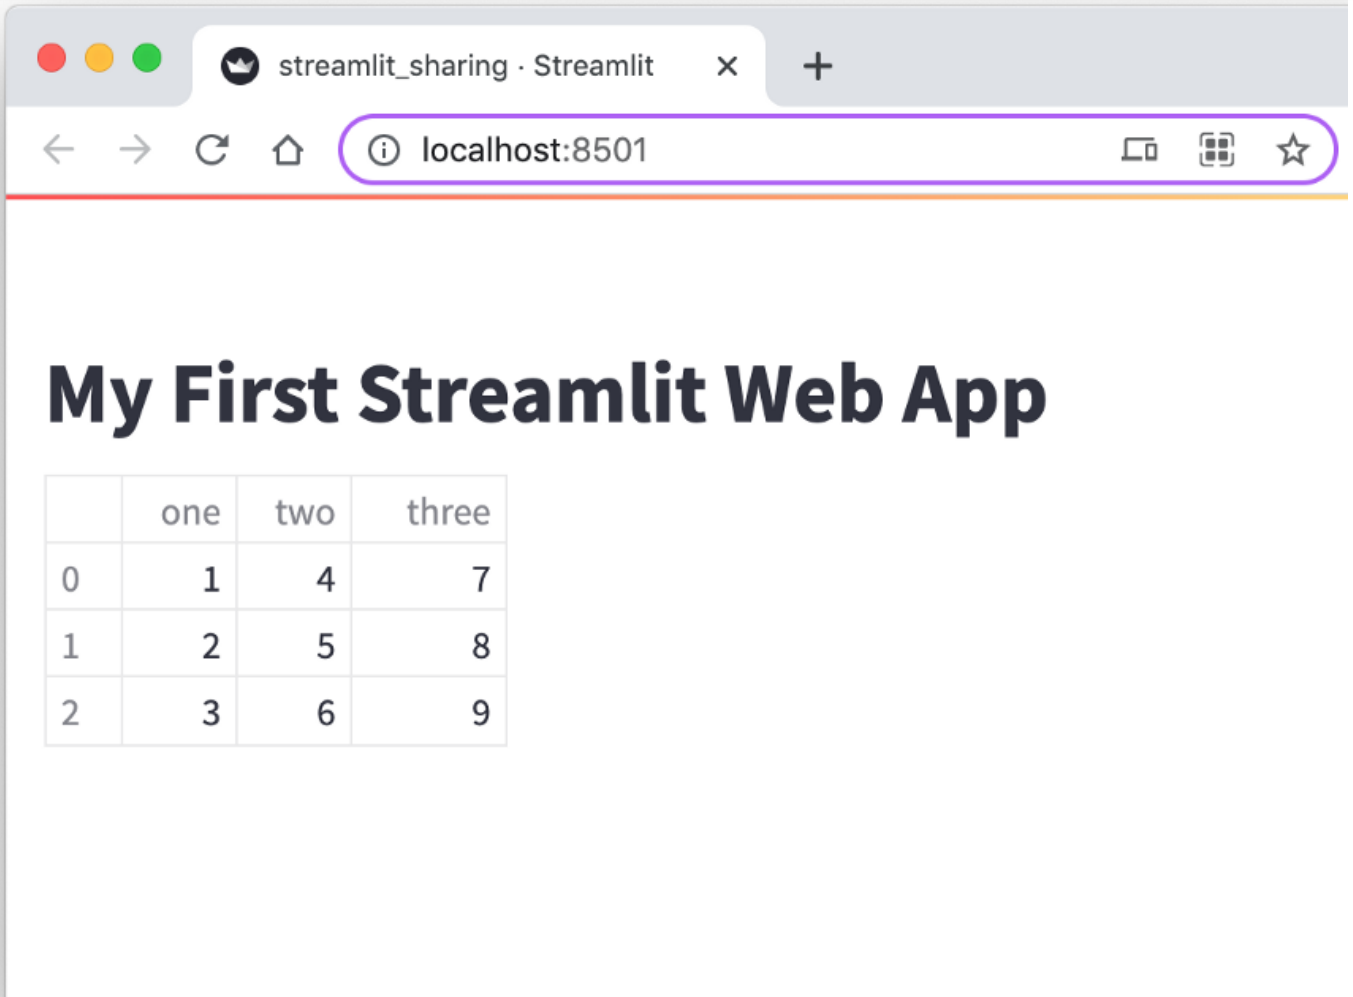 streamlit_sharing · Streamlit
localhost:8501
My First Streamlit Web App
one two three
0 1 4 7
1 2 5 8
2 3 6 9